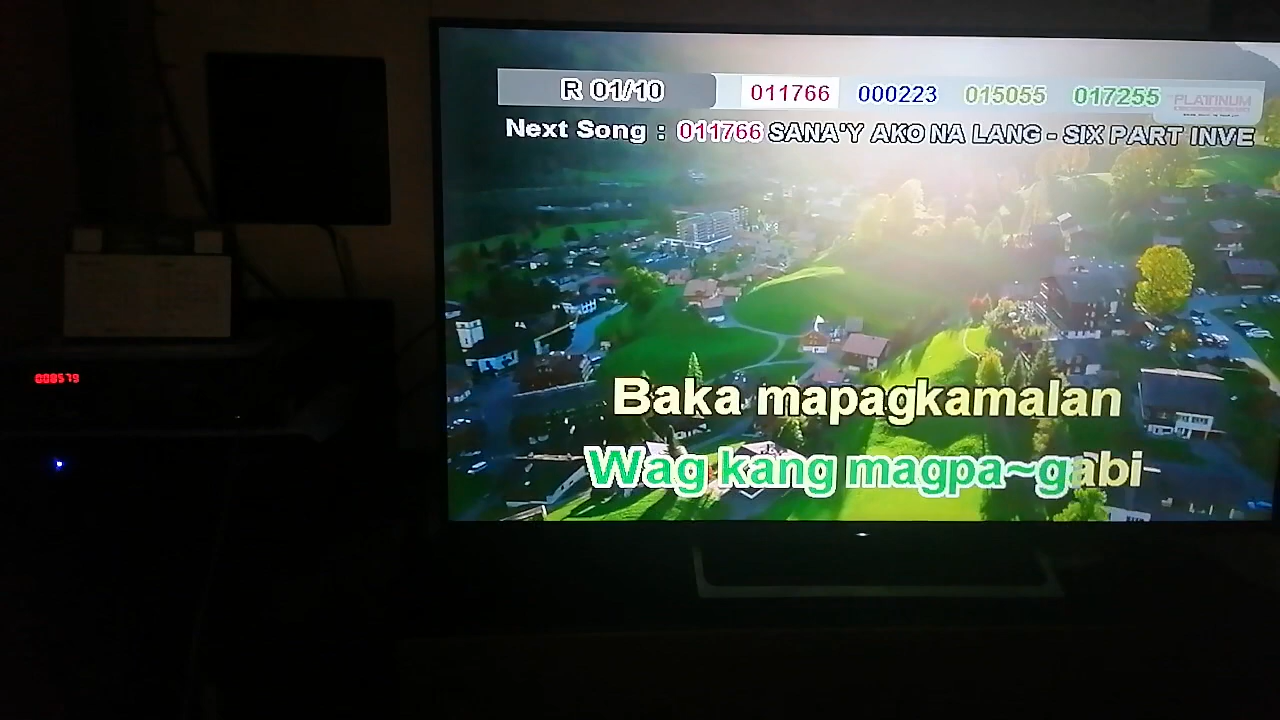 R 01/10 011766 000223 015055 017255 PLATINUM
Next Song : 011766 SANA'Y AKO NA LANG - SIX PART INVE
008579
Baka mapagkamalan
Wag kang magpa~gabi